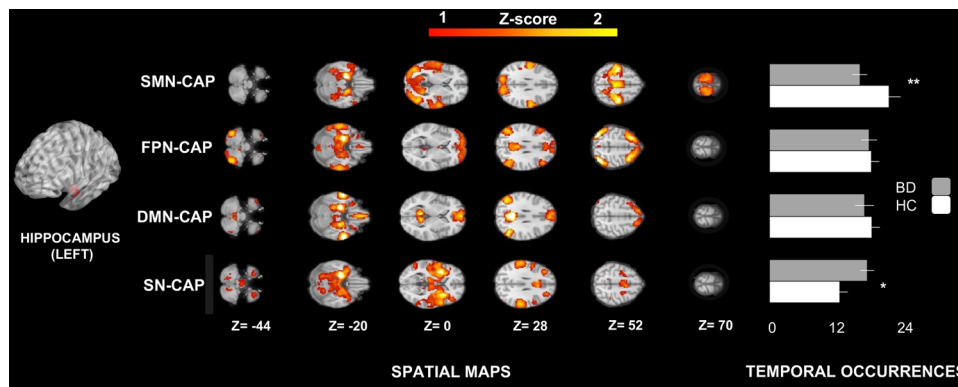 1 Z-score 2
SMN-CAP
**
FPN-CAP
BD
HC
DMN-CAP
HIPPOCAMPUS
(LEFT)
SN-CAP
*
Z= -44 Z= -20 Z= 0 Z= 28 Z= 52 Z= 70
0 12 24
SPATIAL MAPS
TEMPORAL OCCURRENCES